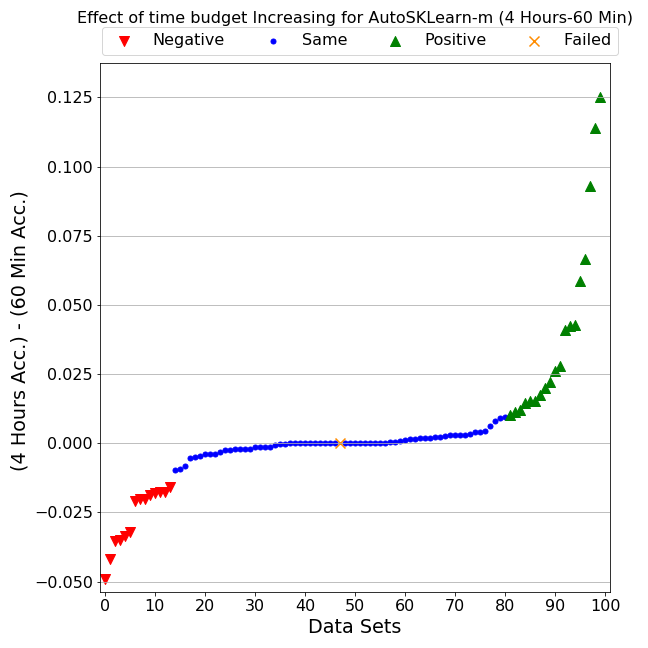 Effect of time budget Increasing for AutoSKLearn-m (4 Hours-60 Min)
Negative Same Positive Failed
(4 Hours Acc.) - (60 Min Acc.)
0.125
0.100
0.075
0.050
0.025
0.000
−0.025
−0.050
0 10 20 30 40 50 60 70 80 90 100
Data Sets